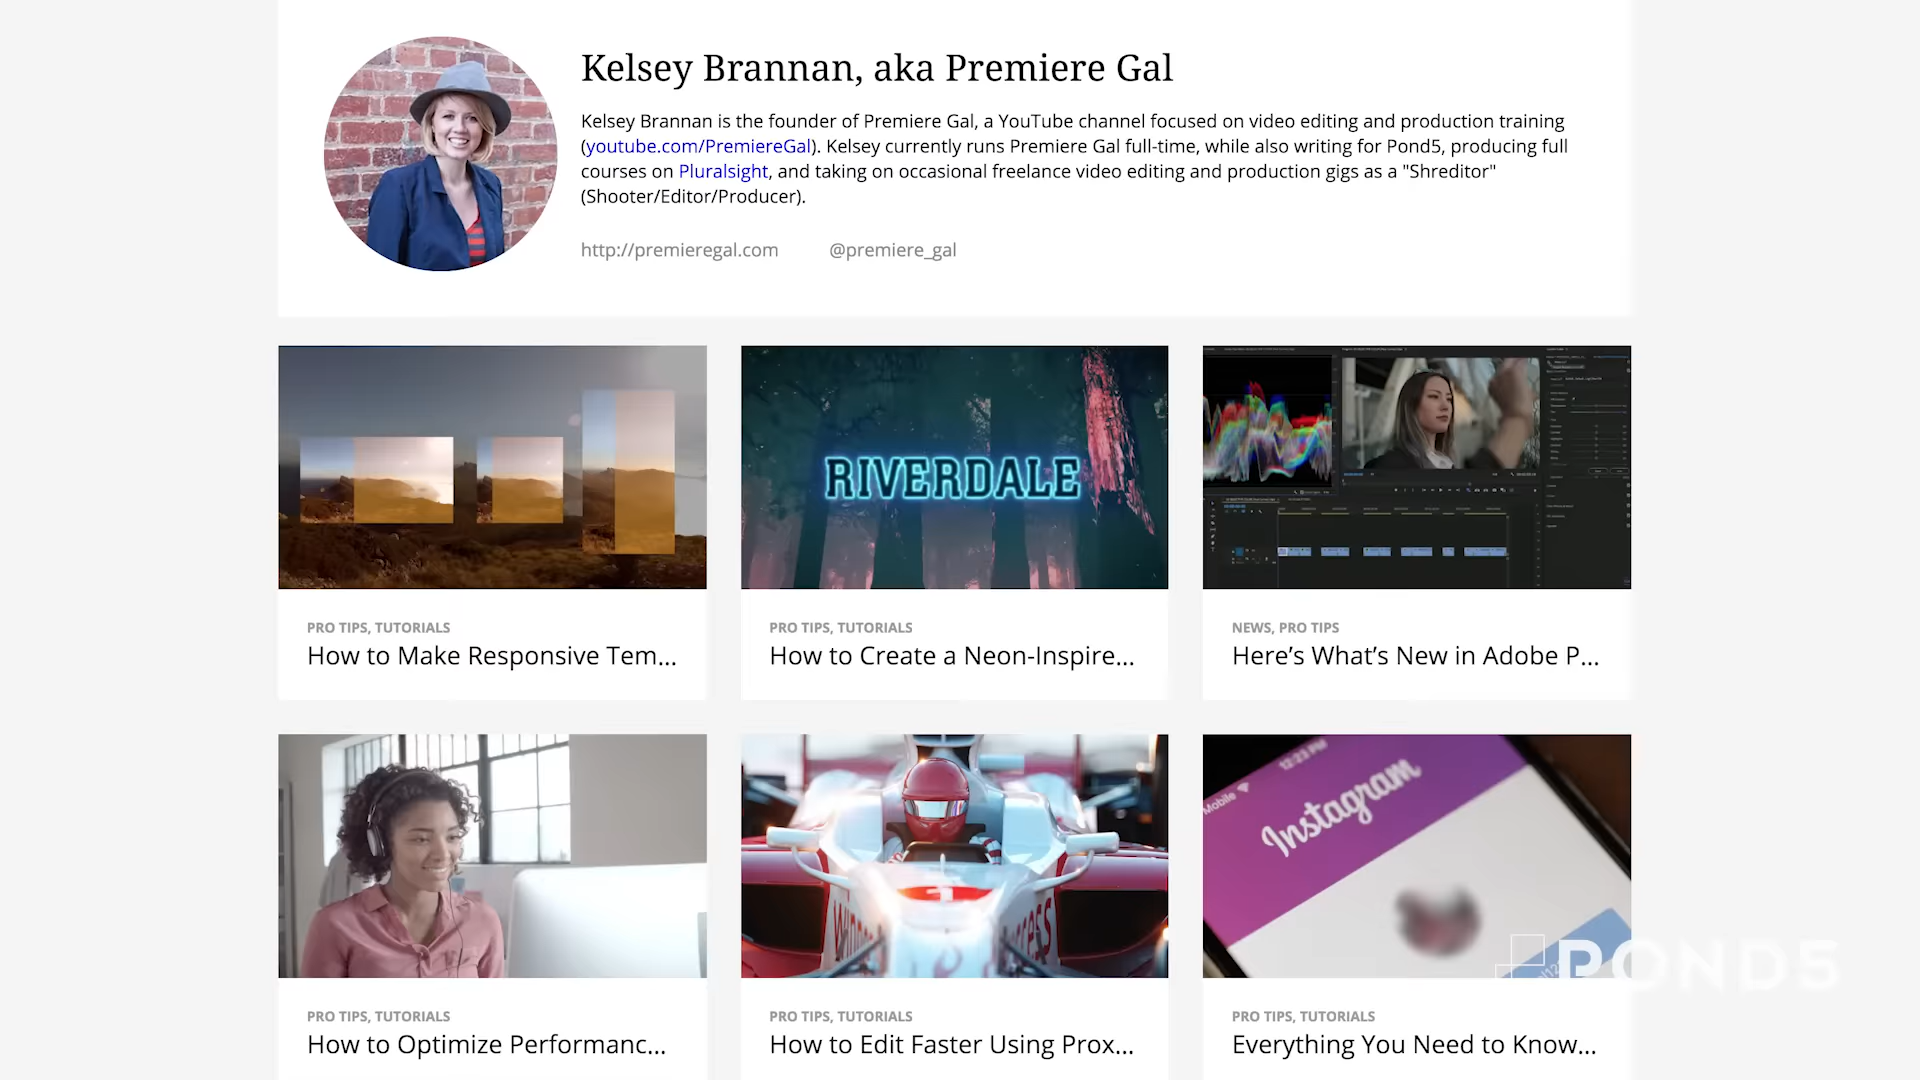 Kelsey Brannan, aka Premiere Gal
Kelsey Brannan is the founder of Premiere Gal, a YouTube channel focused on video editing and production training
(youtube.com/PremiereGal). Kelsey currently runs Premiere Gal full-time, while also writing for Pond5, producing full
courses on Pluralsight, and taking on occasional freelance video editing and production gigs as a "Shreditor"
(Shooter/Editor/Producer).
http://premieregal.com @premiere_gal
RIVERDALE
PRO TIPS, TUTORIALS
How to Make Responsive Tem...
PRO TIPS, TUTORIALS
How to Create a Neon-Inspire...
NEWS, PRO TIPS
Here’s What’s New in Adobe P...
12:23 PM
Mobile
Instagram
POND5
PRO TIPS, TUTORIALS
How to Optimize Performanc...
PRO TIPS, TUTORIALS
How to Edit Faster Using Prox...
PRO TIPS, TUTORIALS
Everything You Need to Know...